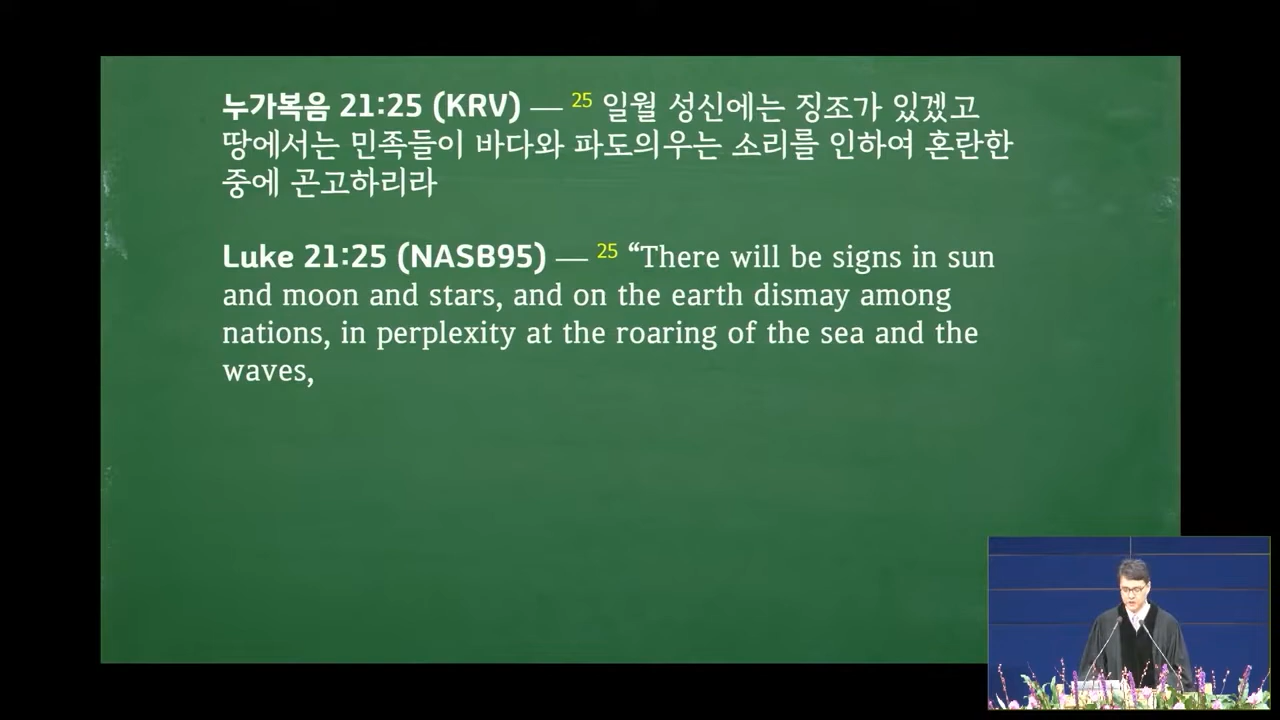 누가복음 21:25 (KRV) — 25 일월 성신에는 징조가 있겠고
땅에서는 민족들이 바다와 파도의우는 소리를 인하여 혼란한
중에 곤고하리라
Luke 21:25 (NASB95) — 25 “There will be signs in sun
and moon and stars, and on the earth dismay among
nations, in perplexity at the roaring of the sea and the
waves,